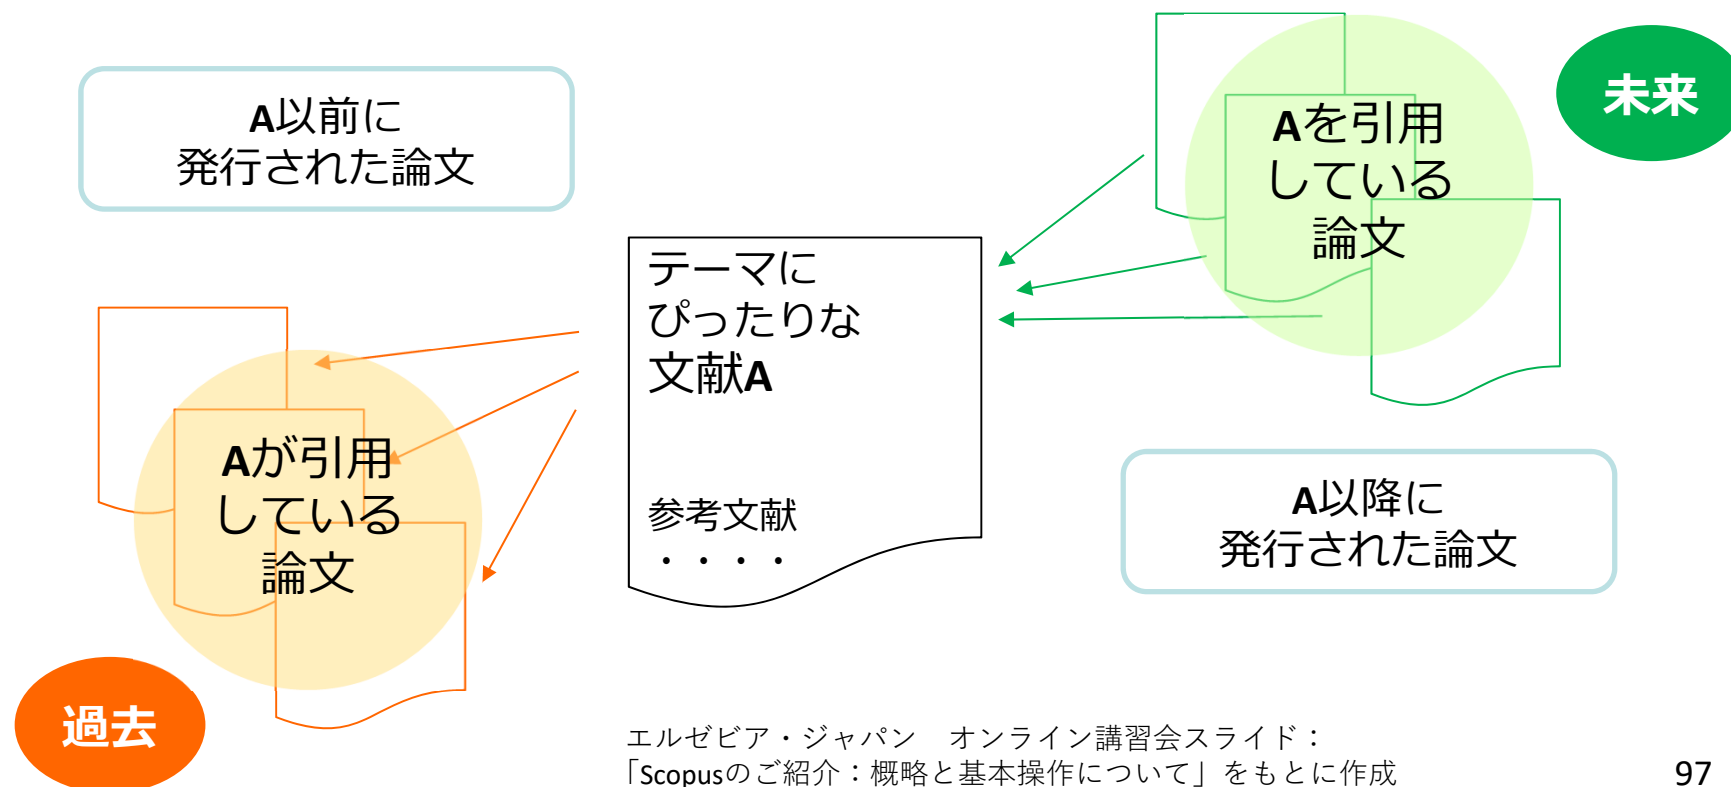 A以前に
発行された論文
Aを引用
している
論文
未来
テーマに
ぴったりな
文献A
参考文献
・・・・
Aが引用
している
論文
過去
A以降に
発行された論文
エルゼビア・ジャパン　オンライン講習会スライド：
「Scopusのご紹介：概略と基本操作について」をもとに作成
97